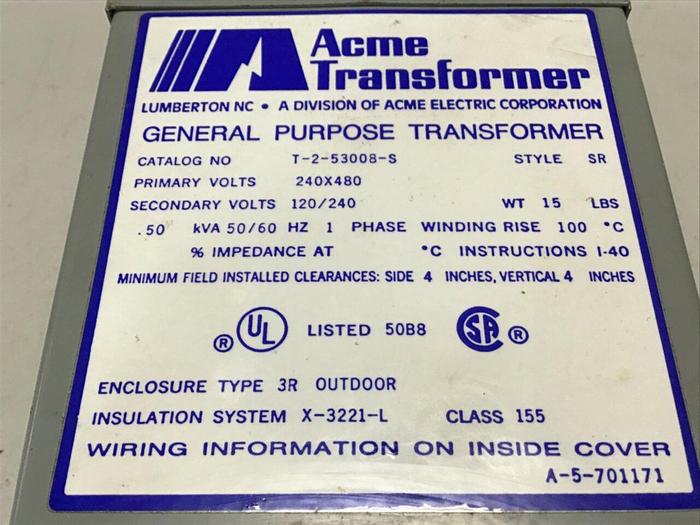 Acme
Transformer
LUMBERTON NC • A DIVISION OF ACME ELECTRIC CORPORATION
GENERAL PURPOSE TRANSFORMER
CATALOG NO T-2-53008-S STYLE SR
PRIMARY VOLTS 240X480
SECONDARY VOLTS 120/240 WT 15 LBS
.50 kVA 50/60 HZ 1 PHASE WINDING RISE 100 °C
% IMPEDANCE AT °C INSTRUCTIONS I-40
MINIMUM FIELD INSTALLED CLEARANCES: SIDE 4 INCHES, VERTICAL 4 INCHES
® UL LISTED 50B8 SA ®
ENCLOSURE TYPE 3R OUTDOOR
INSULATION SYSTEM X-3221-L CLASS 155
WIRING INFORMATION ON INSIDE COVER
A-5-701171